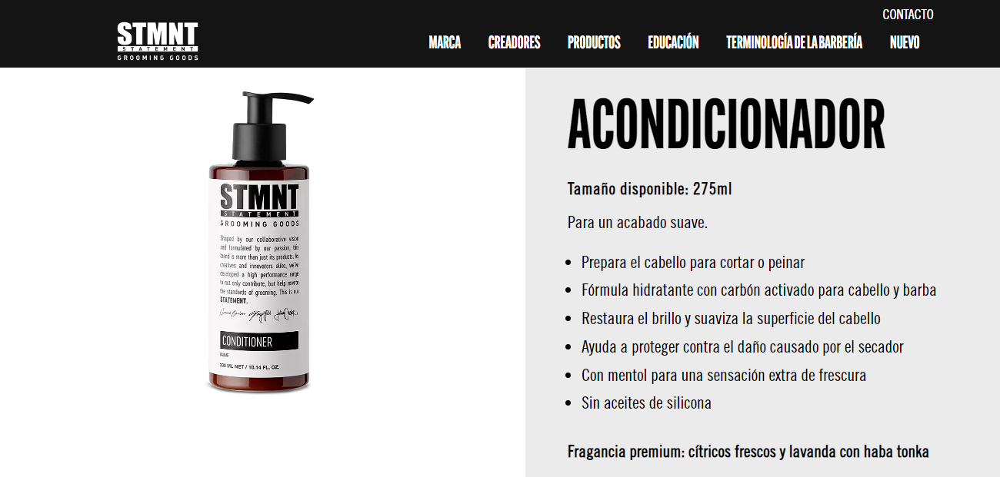 CONTACTO
STMNT
STATEMENT
GROOMING GOODS
MARCA CREADORES PRODUCTOS EDUCACIÓN TERMINOLOGÍA DE LA BARBERÍA NUEVO
STMNT
STATEMENT
GROOMING GOODS
Shaped by our collaborative vision
and formulated by our passion, this
brand is more than just its products. As
creatives and innovators alike, we've
developed a high performance range
to not only contribute, but help rewrite
the standards of grooming. This is our
STATEMENT.
CONDITIONER
BAUME
300 ML NET / 10.14 FL. OZ.
ACONDICIONADOR
Tamaño disponible: 275ml
Para un acabado suave.
• Prepara el cabello para cortar o peinar
• Fórmula hidratante con carbón activado para cabello y barba
• Restaura el brillo y suaviza la superficie del cabello
• Ayuda a proteger contra el daño causado por el secador
• Con mentol para una sensación extra de frescura
• Sin aceites de silicona
Fragancia premium: cítricos frescos y lavanda con haba tonka